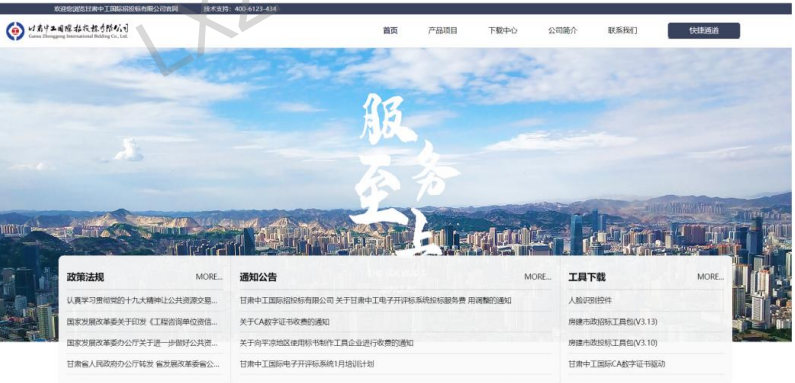 欢迎您浏览甘肃中工国际招投标有限公司官网 技术支持：400-6123-434
甘肃中工国际招投标有限公司
Gansu Zhonggong International Bidding Co., Ltd.
首页 产品项目 下载中心 公司简介 联系我们 快捷通道
服务
至上
政策法规 MORE...
认真学习贯彻党的十九大精神让公共资源交易...
国家发展改革委关于印发《工程咨询单位资信...
国家发展改革委办公厅关于进一步做好公共资...
甘肃省人民政府办公厅转发 省发展改革委省公...
通知公告 MORE...
甘肃中工国际招投标有限公司 关于甘肃中工电子开评标系统投标服务费 用调整的通知
关于CA数字证书收费的通知
关于向平凉地区使用标书制作工具企业进行收费的通知
甘肃中工国际电子开评标系统1月培训计划
工具下载 MORE...
人脸识别控件
房建市政招标工具包(V3.13)
房建市政投标工具包(V3.10)
甘肃中工国际CA数字证书驱动